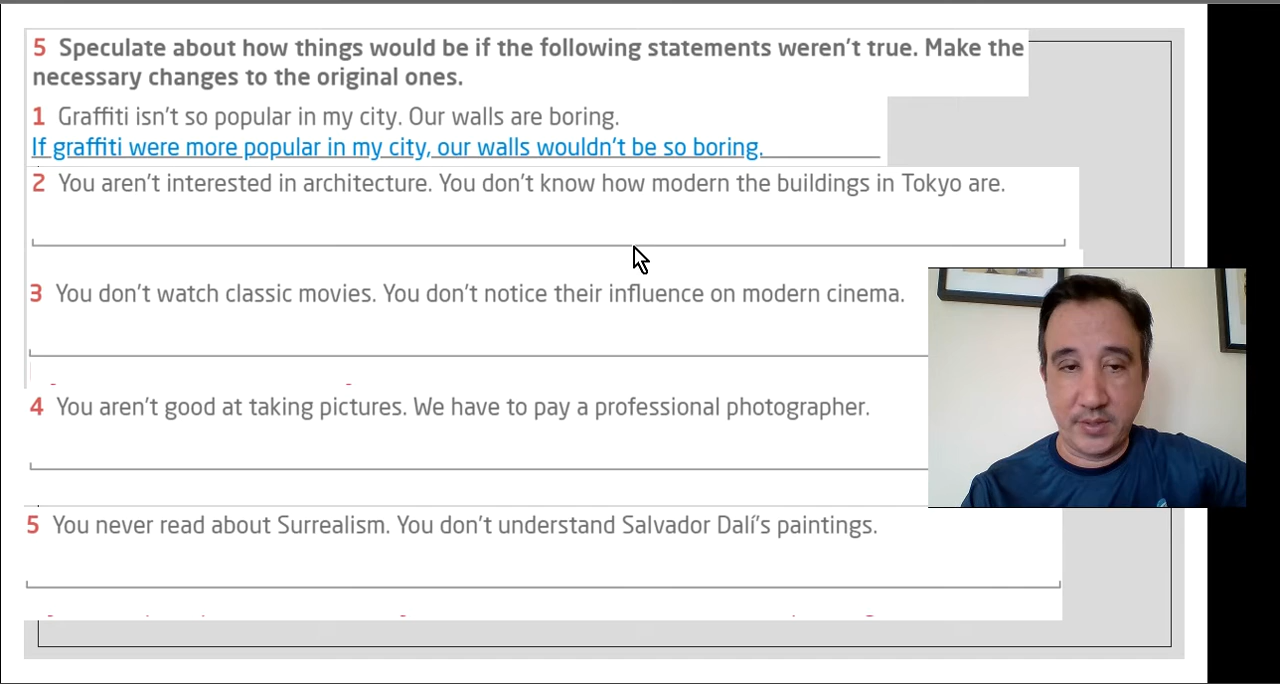 5 Speculate about how things would be if the following statements weren't true. Make the
necessary changes to the original ones.
1 Graffiti isn't so popular in my city. Our walls are boring.
If graffiti were more popular in my city, our walls wouldn't be so boring.
2 You aren't interested in architecture. You don't know how modern the buildings in Tokyo are.
3 You don't watch classic movies. You don't notice their influence on modern cinema.
4 You aren't good at taking pictures. We have to pay a professional photographer.
5 You never read about Surrealism. You don't understand Salvador Dalí's paintings.